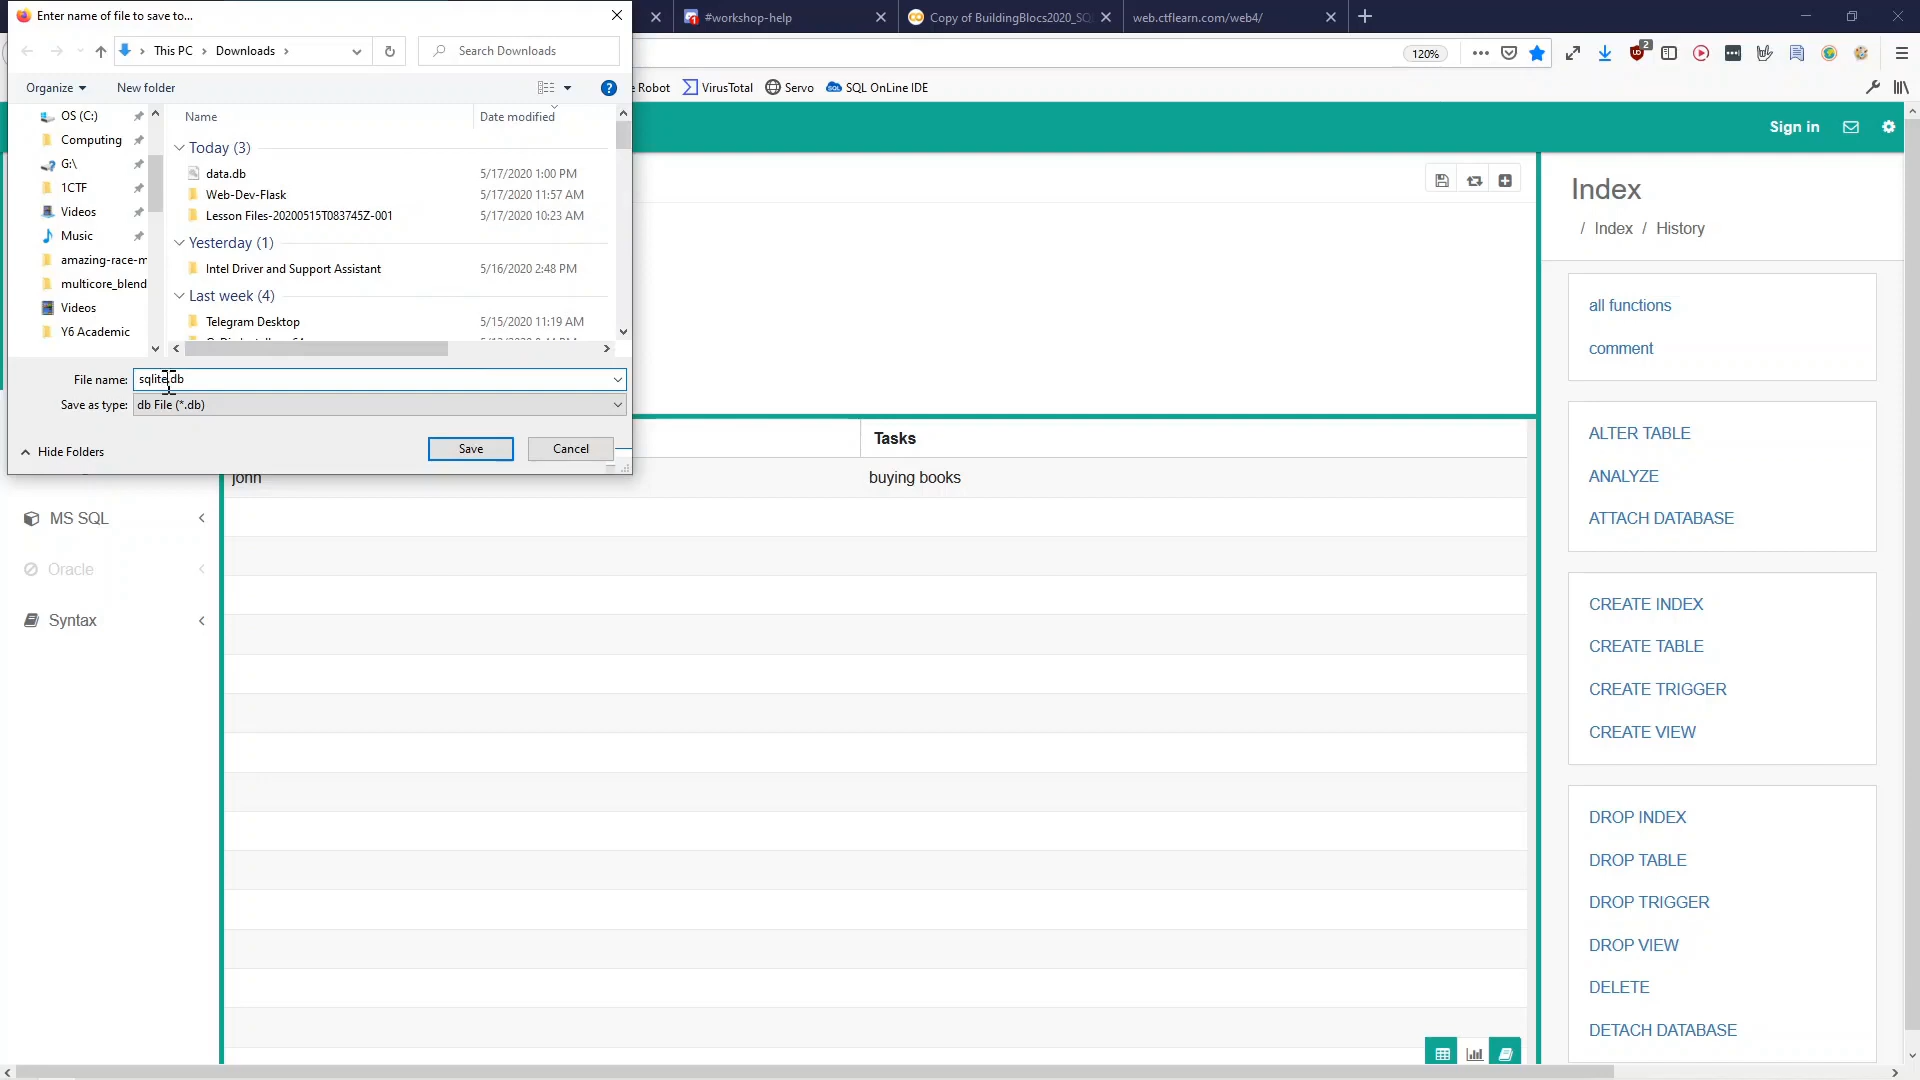 Enter name of file to save to...
#workshop-help
Copy of BuildingBlocs2020_SQ
web.ctflearn.com/web4/
This PC > Downloads >
Search Downloads
120%
2
Organize
New folder
Robot
VirusTotal
Servo
SQL OnLine IDE
OS (C:)
Computing
G:\
1CTF
Videos
Music
amazing-race-m
multicore_blend
Videos
Y6 Academic
Name
Date modified
Today (3)
data.db
5/17/2020 1:00 PM
Web-Dev-Flask
5/17/2020 11:57 AM
Lesson Files-20200515T083745Z-001
5/17/2020 10:23 AM
Yesterday (1)
Intel Driver and Support Assistant
5/16/2020 2:48 PM
Last week (4)
Telegram Desktop
5/15/2020 11:19 AM
File name: sqlite.db
Save as type: db File (*.db)
Hide Folders
Save
Cancel
Sign in
Index
/ Index / History
all functions
comment
ALTER TABLE
ANALYZE
ATTACH DATABASE
CREATE INDEX
CREATE TABLE
CREATE TRIGGER
CREATE VIEW
DROP INDEX
DROP TABLE
DROP TRIGGER
DROP VIEW
DELETE
DETACH DATABASE
Tasks
john
buying books
MS SQL
Oracle
Syntax